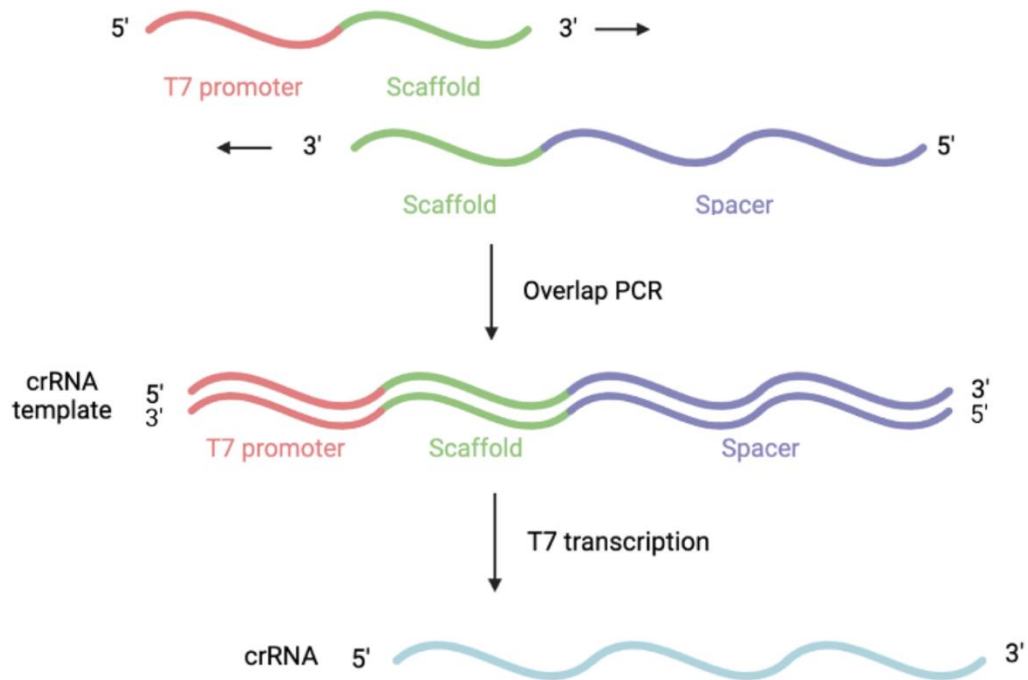 5' 3'
T7 promoter Scaffold
3' 5'
Scaffold Spacer
Overlap PCR
crRNA
template
5' 3'
3' 5'
T7 promoter Scaffold Spacer
T7 transcription
crRNA 5' 3'